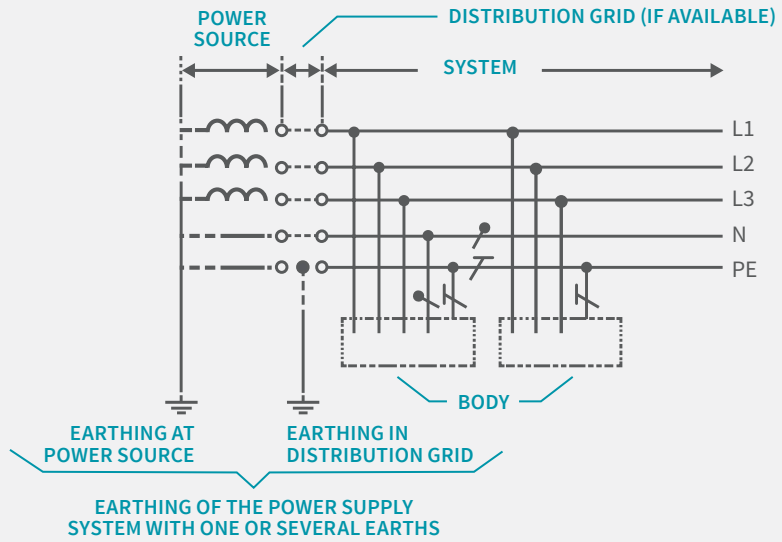 POWER
SOURCE
DISTRIBUTION GRID (IF AVAILABLE)
SYSTEM
L1
L2
L3
N
PE
BODY
EARTHING AT
POWER SOURCE
EARTHING IN
DISTRIBUTION GRID
EARTHING OF THE POWER SUPPLY
SYSTEM WITH ONE OR SEVERAL EARTHS